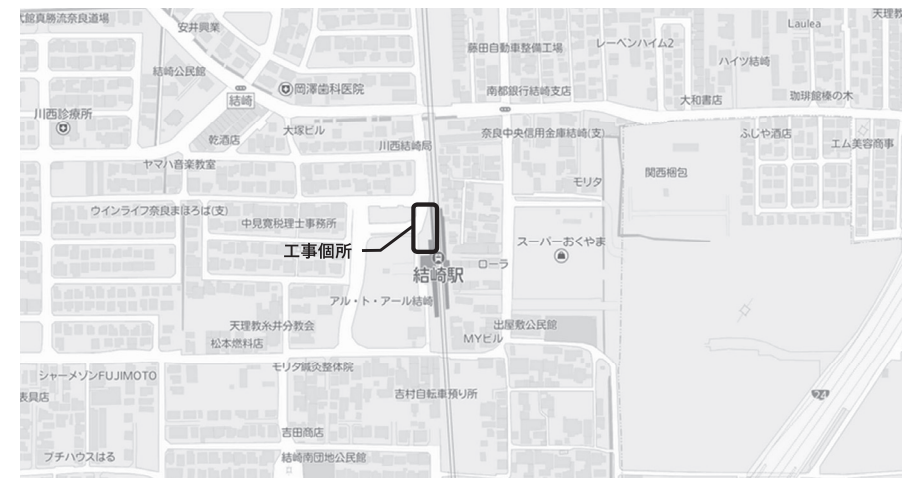 武館真勝流奈良道場
安井興業
Laulea
天理教
藤田自動車整備工場
レーベンハイム2
ハイツ結崎
結崎公民館
岡澤歯科医院
南都銀行結崎支店
大和書店
珈琲館榛の木
結崎
川西診療所
乾酒店
大塚ビル
川西結崎局
奈良中央信用金庫結崎(支)
ふじや酒店
エム美容商事
ヤマハ音楽教室
モリタ
関西梱包
ウインライフ奈良まほろば(支)
中見寛税理士事務所
工事個所
スーパーおくやま
ローラ
結崎駅
アル・ト・アール結崎
天理教糸井分教会
出屋敷公民館
松本燃料店
MYビル
モリタ鍼灸整体院
シャーメゾンFUJIMOTO
吉村自転車預り所
24
表具店
吉田商店
プチハウスはる
結崎南団地公民館